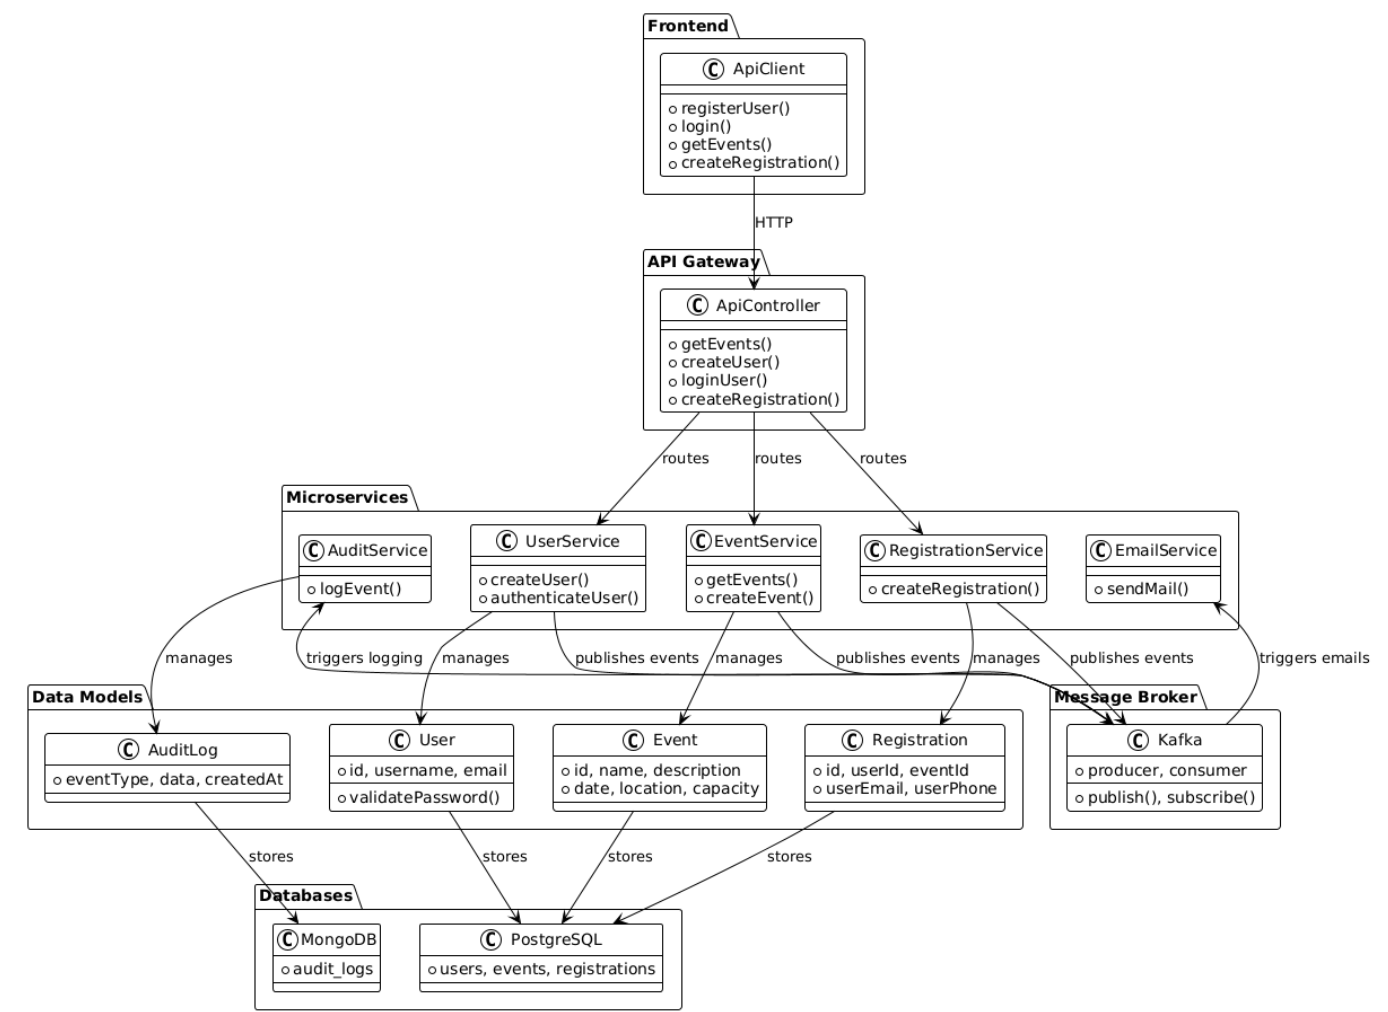 Frontend
C ApiClient
registerUser()
login()
getEvents()
createRegistration()
HTTP
API Gateway
C ApiController
getEvents()
createUser()
loginUser()
createRegistration()
routes
routes
routes
Microservices
C AuditService
logEvent()
C UserService
createUser()
authenticateUser()
C EventService
getEvents()
createEvent()
C RegistrationService
createRegistration()
C EmailService
sendMail()
manages
triggers logging
manages
publishes events
manages
publishes events
manages
publishes events
triggers emails
Data Models
C AuditLog
eventType, data, createdAt
C User
id, username, email
validatePassword()
C Event
id, name, description
date, location, capacity
C Registration
id, userId, eventId
userEmail, userPhone
Message Broker
C Kafka
producer, consumer
publish(), subscribe()
stores
stores
stores
stores
Databases
C MongoDB
audit_logs
C PostgreSQL
users, events, registrations